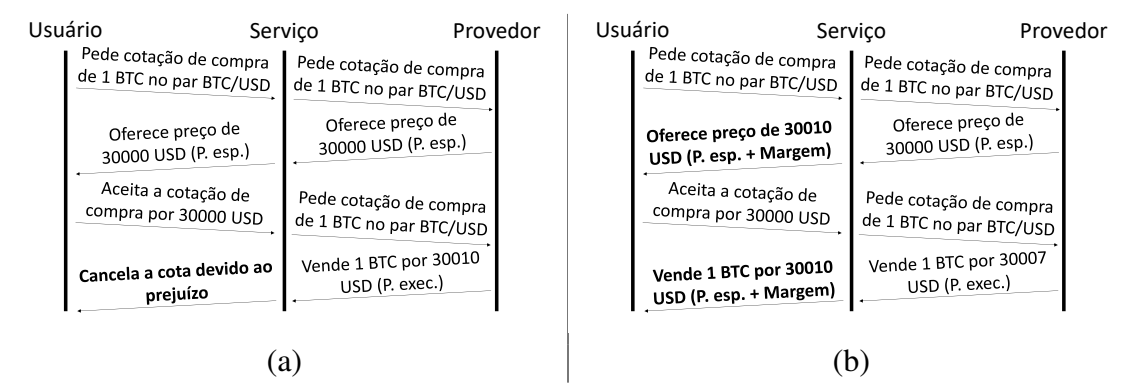 Usuário Serviço Provedor
Pede cotação de compra
de 1 BTC no par BTC/USD
Pede cotação de compra
de 1 BTC no par BTC/USD
Oferece preço de
30000 USD (P. esp.)
Oferece preço de
30000 USD (P. esp.)
Aceita a cotação de
compra por 30000 USD
Pede cotação de compra
de 1 BTC no par BTC/USD
Cancela a cota devido ao
prejuízo
Vende 1 BTC por 30010
USD (P. exec.)
(a)
Usuário Serviço Provedor
Pede cotação de compra
de 1 BTC no par BTC/USD
Pede cotação de compra
de 1 BTC no par BTC/USD
Oferece preço de 30010
USD (P. esp. + Margem)
Oferece preço de
30000 USD (P. esp.)
Aceita a cotação de
compra por 30000 USD
Pede cotação de compra
de 1 BTC no par BTC/USD
Vende 1 BTC por 30010
USD (P. esp. + Margem)
Vende 1 BTC por 30007
USD (P. exec.)
(b)